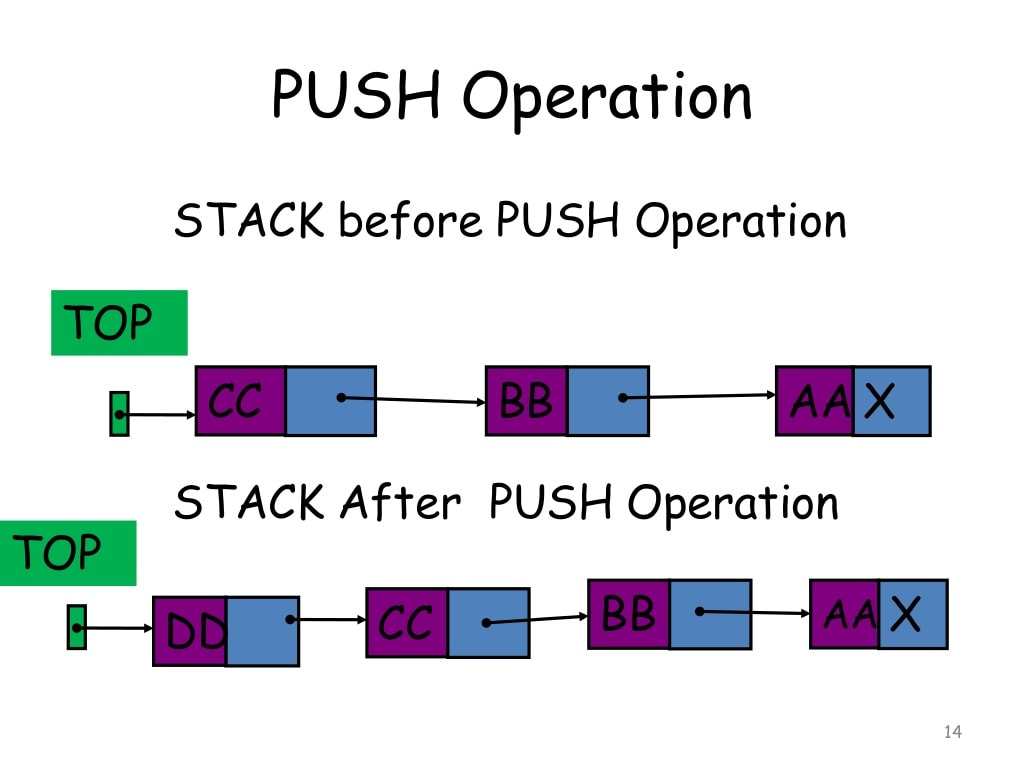 PUSH Operation
STACK before PUSH Operation
TOP
CC BB AA X
STACK After PUSH Operation
TOP
DD CC BB AA X
14